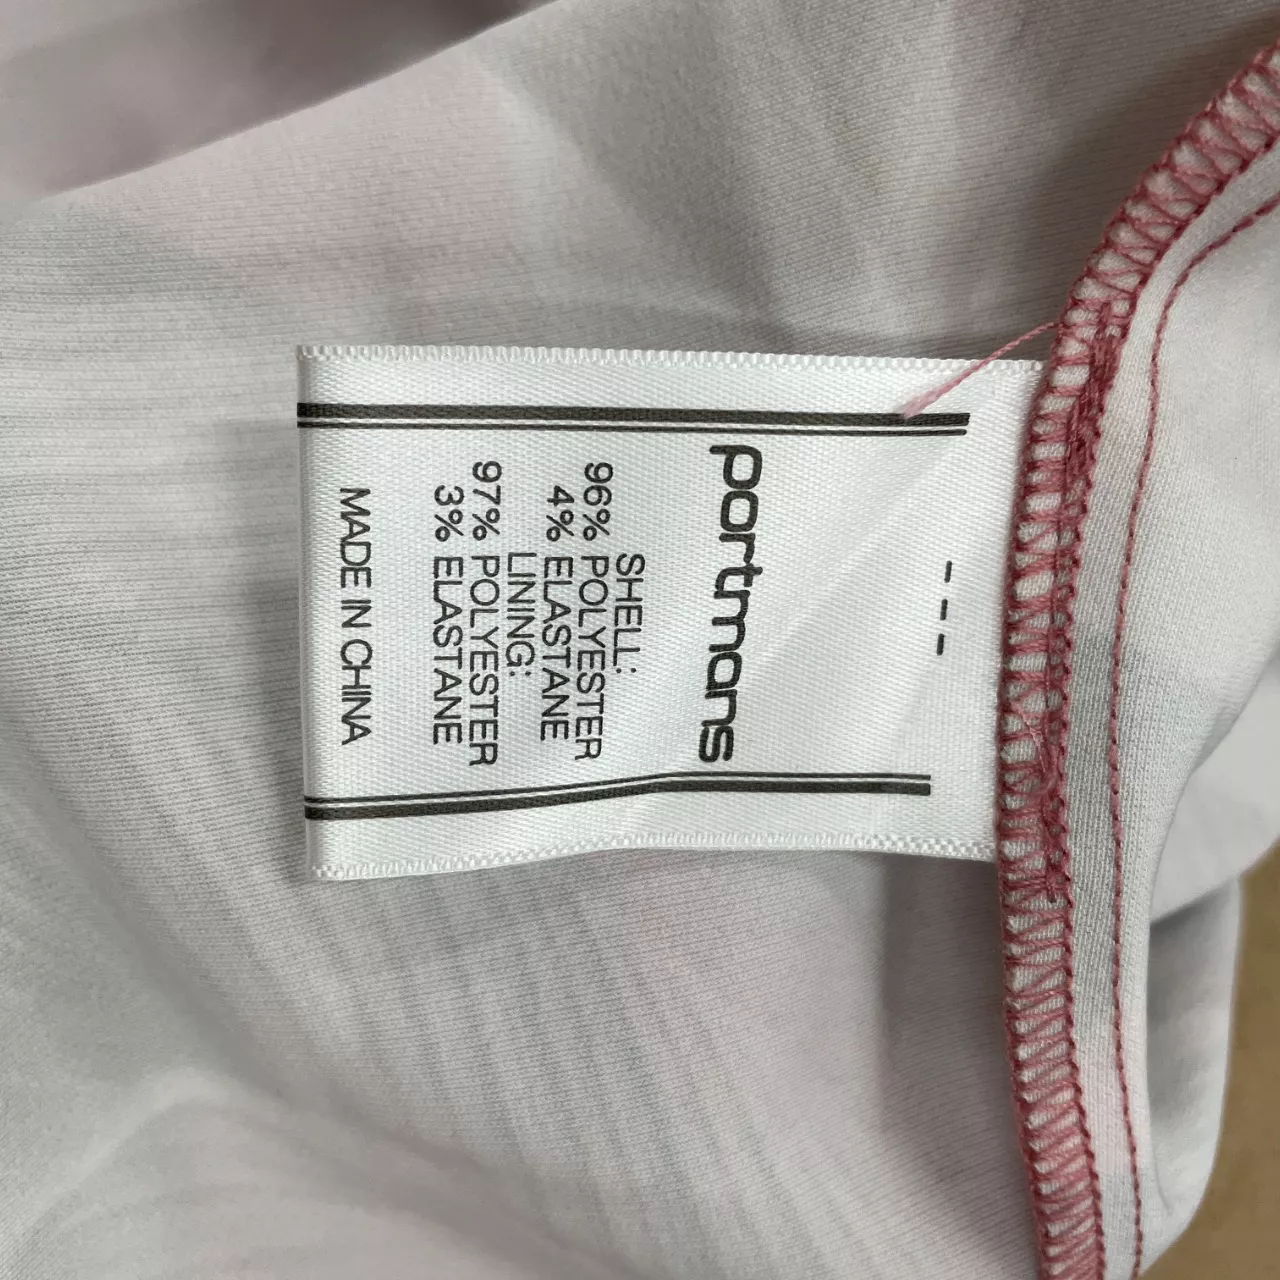 portmans
SHELL:
96% POLYESTER
4% ELASTANE
LINING:
97% POLYESTER
3% ELASTANE
MADE IN CHINA